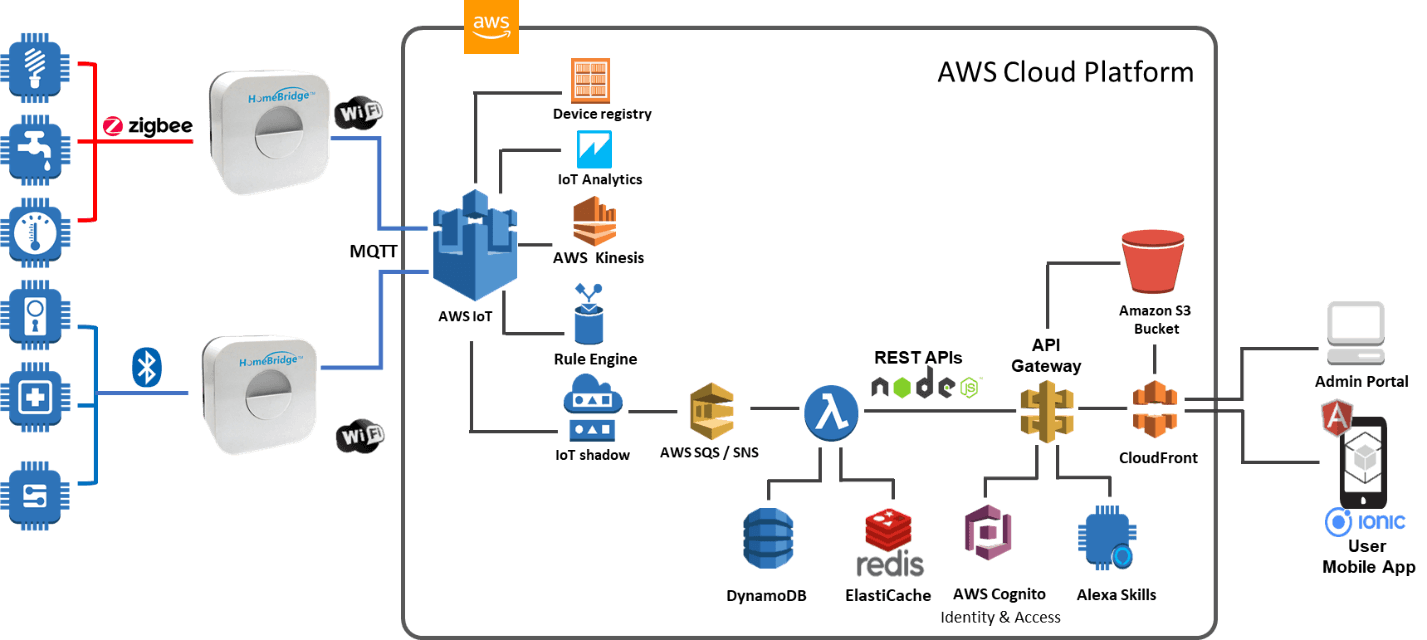 aws
AWS Cloud Platform
HomeBridge™
WiFi
zigbee
Device registry
IoT Analytics
MQTT
AWS  Kinesis
AWS IoT
Amazon S3
Bucket
Rule Engine
REST APIs
node JS
API
Gateway
HomeBridge™
WiFi
IoT shadow
AWS SQS / SNS
λ
CloudFront
Admin Portal
A
IONIC
User
Mobile App
DynamoDB
redis
ElastiCache
AWS Cognito
Identity & Access
Alexa Skills